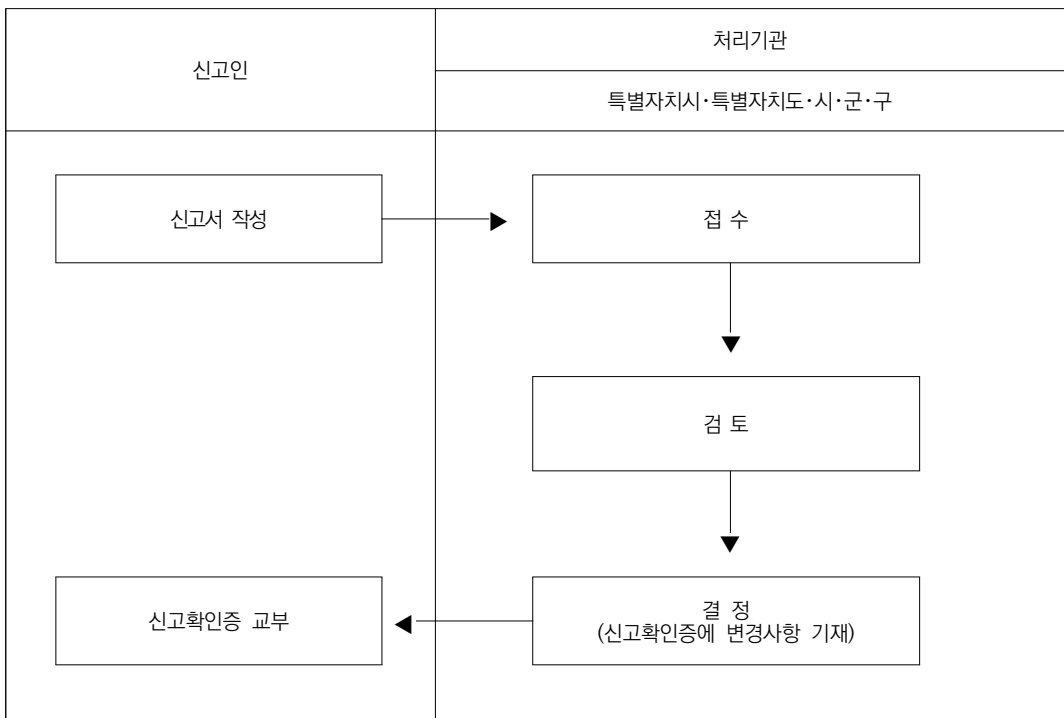 신고인
처리기관
특별자치시·특별자치도·시·군·구
신고서 작성
접 수
검 토
결 정
(신고확인증에 변경사항 기재)
신고확인증 교부